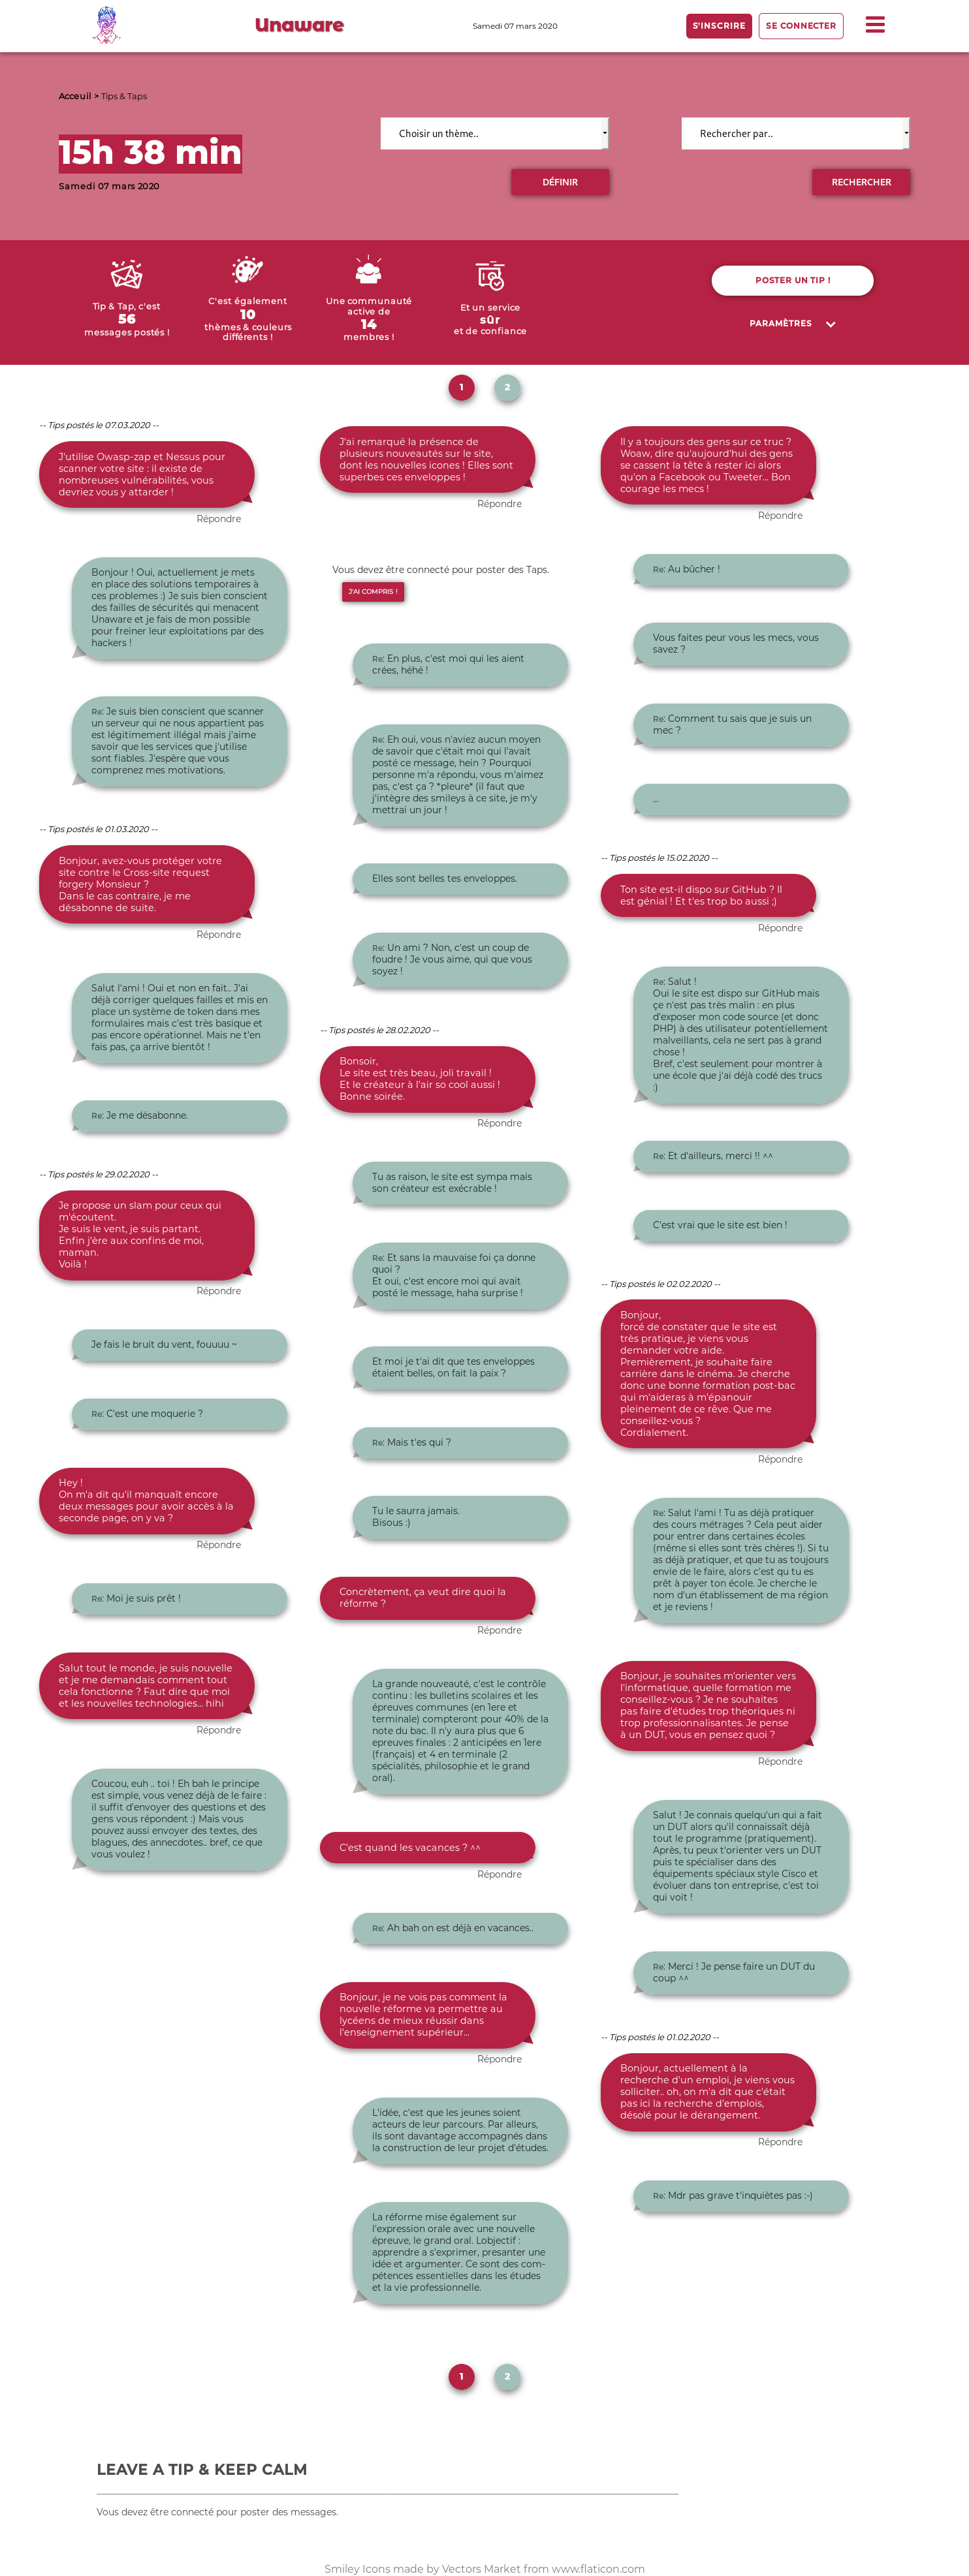 Unaware
Samedi 07 mars 2020
S'INSCRIRE
SE CONNECTER
Acceuil > Tips & Taps
15h 38 min
Samedi 07 mars 2020
Choisir un thème..
DÉFINIR
Rechercher par..
RECHERCHER
Tip & Tap, c'est
56
messages postés !
C'est également
10
thèmes & couleurs
différents !
Une communauté
active de
14
membres !
Et un service
sûr
et de confiance
POSTER UN TIP !
PARAMÈTRES
1 2
-- Tips postés le 07.03.2020 --
J'utilise Owasp-zap et Nessus pour
scanner votre site : il existe de
nombreuses vulnérabilités, vous
devriez vous y attarder !
Répondre
Bonjour ! Oui, actuellement je mets
en place des solutions temporaires à
ces problemes :) Je suis bien conscient
des failles de sécurités qui menacent
Unaware et je fais de mon possible
pour freiner leur exploitations par des
hackers !
Re: Je suis bien conscient que scanner
un serveur qui ne nous appartient pas
est légitimement illégal mais j'aime
savoir que les services que j'utilise
sont fiables. J'espère que vous
comprenez mes motivations.
-- Tips postés le 01.03.2020 --
Bonjour, avez-vous protéger votre
site contre le Cross-site request
forgery Monsieur ?
Dans le cas contraire, je me
désabonne de suite.
Répondre
Salut l'ami ! Oui et non en fait.. J'ai
déjà corriger quelques failles et mis en
place un système de token dans mes
formulaires mais c'est très basique et
pas encore opérationnel. Mais ne t'en
fais pas, ça arrive bientôt !
Re: Je me désabonne.
-- Tips postés le 29.02.2020 --
Je propose un slam pour ceux qui
m'écoutent.
Je suis le vent, je suis partant.
Enfin j'ère aux confins de moi,
maman.
Voilà !
Répondre
Je fais le bruit du vent, fouuuu ~
Re: C'est une moquerie ?
Hey !
On m'a dit qu'il manquaît encore
deux messages pour avoir accès à la
seconde page, on y va ?
Répondre
Re: Moi je suis prêt !
Salut tout le monde, je suis nouvelle
et je me demandais comment tout
cela fonctionne ? Faut dire que moi
et les nouvelles technologies... hihi
Répondre
Coucou, euh .. toi ! Eh bah le principe
est simple, vous venez déjà de le faire :
il suffit d'envoyer des questions et des
gens vous répondent :) Mais vous
pouvez aussi envoyer des textes, des
blagues, des annecdotes.. bref, ce que
vous voulez !
J'ai remarqué la présence de
plusieurs nouveautés sur le site,
dont les nouvelles icones ! Elles sont
superbes ces enveloppes !
Répondre
Vous devez être connecté pour poster des Taps.
J'AI COMPRIS !
Re: En plus, c'est moi qui les aient
crées, héhé !
Re: Eh oui, vous n'aviez aucun moyen
de savoir que c'était moi qui l'avait
posté ce message, hein ? Pourquoi
personne m'a répondu, vous m'aimez
pas, c'est ça ? *pleure* (il faut que
j'intègre des smileys à ce site, je m'y
mettrai un jour !
Elles sont belles tes enveloppes.
Re: Un ami ? Non, c'est un coup de
foudre ! Je vous aime, qui que vous
soyez !
-- Tips postés le 28.02.2020 --
Bonsoir,
Le site est très beau, joli travail !
Et le créateur à l'air so cool aussi !
Bonne soirée.
Répondre
Tu as raison, le site est sympa mais
son créateur est exécrable !
Re: Et sans la mauvaise foi ça donne
quoi ?
Et oui, c'est encore moi qui avait
posté le message, haha surprise !
Et moi je t'ai dit que tes enveloppes
étaient belles, on fait la paix ?
Re: Mais t'es qui ?
Tu le saurra jamais.
Bisous :)
Concrètement, ça veut dire quoi la
réforme ?
Répondre
La grande nouveauté, c'est le contrôle
continu : les bulletins scolaires et les
épreuves communes (en 1ere et
terminale) compteront pour 40% de la
note du bac. Il n'y aura plus que 6
epreuves finales : 2 anticipées en 1ere
(français) et 4 en terminale (2
spécialités, philosophie et le grand
oral).
C'est quand les vacances ? ^^
Répondre
Re: Ah bah on est déjà en vacances..
Bonjour, je ne vois pas comment la
nouvelle réforme va permettre au
lycéens de mieux réussir dans
l'enseignement supérieur...
Répondre
L'idée, c'est que les jeunes soient
acteurs de leur parcours. Par alleurs,
ils sont davantage accompagnés dans
la construction de leur projet d'études.
La réforme mise également sur
l'expression orale avec une nouvelle
épreuve, le grand oral. Lobjectif :
apprendre a s'exprimer, presanter une
idée et argumenter. Ce sont des com-
pétences essentielles dans les études
et la vie professionnelle.
Il y a toujours des gens sur ce truc ?
Woaw, dire qu'aujourd'hui des gens
se cassent la tête à rester ici alors
qu'on a Facebook ou Tweeter... Bon
courage les mecs !
Répondre
Re: Au bûcher !
Vous faites peur vous les mecs, vous
savez ?
Re: Comment tu sais que je suis un
mec ?
...
-- Tips postés le 15.02.2020 --
Ton site est-il dispo sur GitHub ? Il
est génial ! Et t'es trop bo aussi ;)
Répondre
Re: Salut !
Oui le site est dispo sur GitHub mais
çe n'est pas très malin : en plus
d'exposer mon code source (et donc
PHP) à des utilisateur potentiellement
malveillants, cela ne sert pas à grand
chose !
Bref, c'est seulement pour montrer à
une école que j'ai déjà codé des trucs
:)
Re: Et d'ailleurs, merci !! ^^
C'est vrai que le site est bien !
-- Tips postés le 02.02.2020 --
Bonjour,
forcé de constater que le site est
très pratique, je viens vous
demander votre aide.
Premièrement, je souhaite faire
carrière dans le cinéma. Je cherche
donc une bonne formation post-bac
qui m'aideras à m'épanouir
pleinement de ce rêve. Que me
conseillez-vous ?
Cordialement.
Répondre
Re: Salut l'ami ! Tu as déjà pratiquer
des cours métrages ? Cela peut aider
pour entrer dans certaines écoles
(même si elles sont très chères !). Si tu
as déjà pratiquer, et que tu as toujours
envie de le faire, alors c'est qu tu es
prêt à payer ton école. Je cherche le
nom d'un établissement de ma région
et je reviens !
Bonjour, je souhaites m'orienter vers
l'informatique, quelle formation me
conseillez-vous ? Je ne souhaites
pas faire d'études trop théoriques ni
trop professionnalisantes. Je pense
à un DUT, vous en pensez quoi ?
Répondre
Salut ! Je connais quelqu'un qui a fait
un DUT alors qu'il connaissaît déjà
tout le programme (pratiquement).
Après, tu peux t'orienter vers un DUT
puis te spécialiser dans des
équipements spéciaux style Cisco et
évoluer dans ton entreprise, c'est toi
qui voit !
Re: Merci ! Je pense faire un DUT du
coup ^^
-- Tips postés le 01.02.2020 --
Bonjour, actuellement à la
recherche d'un emploi, je viens vous
solliciter.. oh, on m'a dit que c'était
pas ici la recherche d'emplois,
désolé pour le dérangement.
Répondre
Re: Mdr pas grave t'inquiètes pas :-)
1 2
LEAVE A TIP & KEEP CALM
Vous devez être connecté pour poster des messages.
Smiley Icons made by Vectors Market from www.flaticon.com